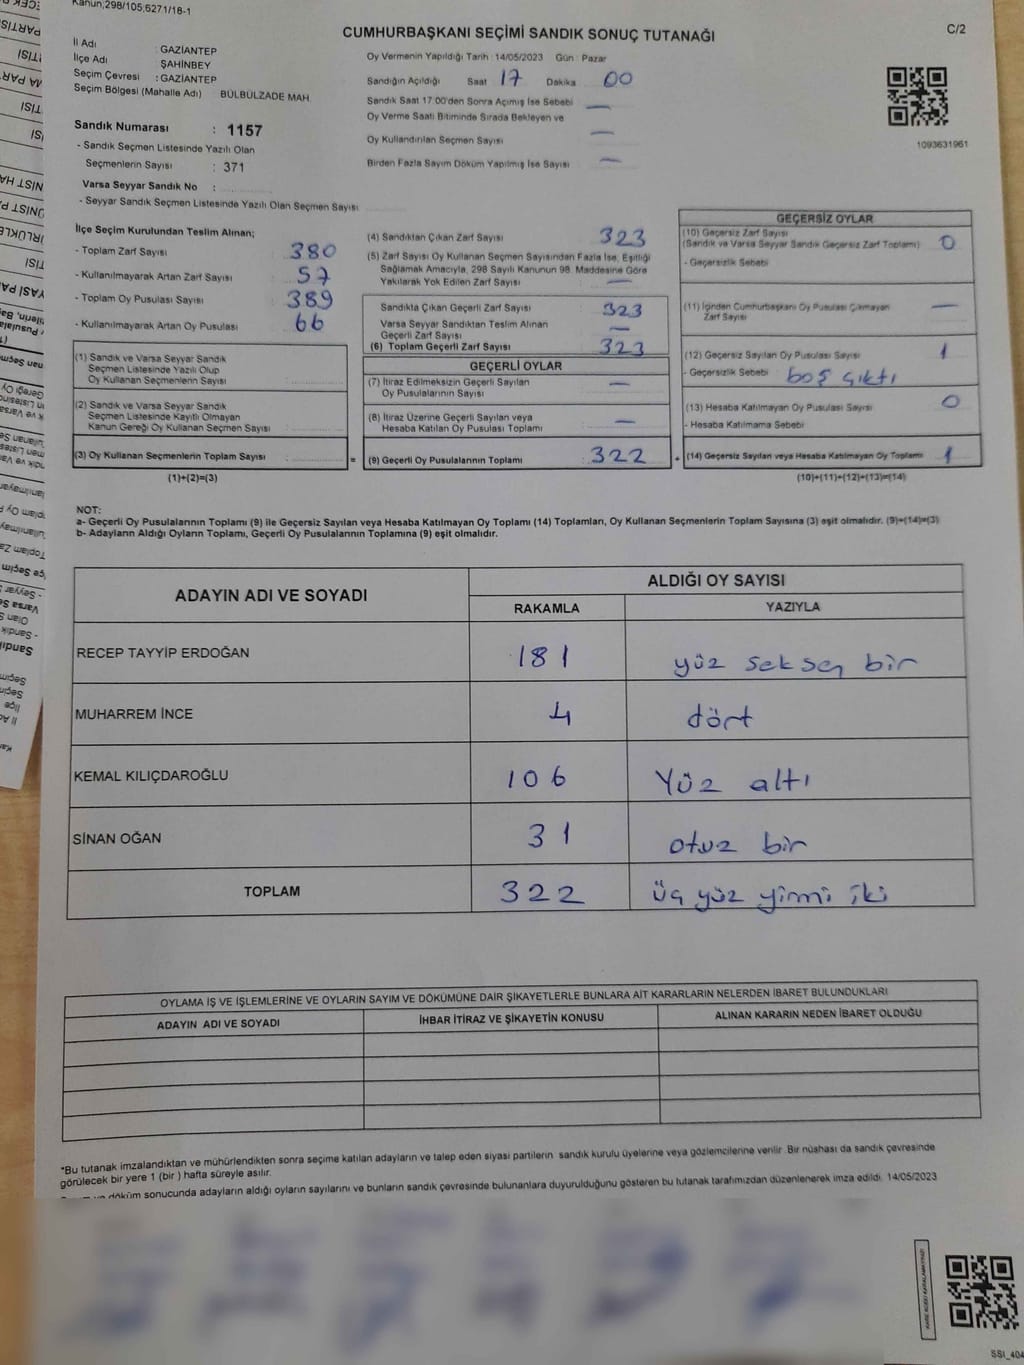 Kanun;298/105;6271/18-1
CUMHURBAŞKANI SEÇİMİ SANDIK SONUÇ TUTANAĞI
C/2
İl Adı : GAZİANTEP
İlçe Adı : ŞAHİNBEY
Seçim Çevresi : GAZİANTEP
Seçim Bölgesi (Mahalle Adı) BÜLBÜLZADE MAH.
Oy Vermenin Yapıldığı Tarih : 14/05/2023 Gün : Pazar
Sandığın Açıldığı Saat 17 Dakika 00
Sandık Saat 17:00'den Sonra Açımış İse Sebebi —
Oy Verme Saati Bitiminde Sırada Bekleyen ve
Oy Kullandırılan Seçmen Sayısı —
Birden Fazla Sayım Döküm Yapılmış İse Sayısı —
1093631961
Sandık Numarası : 1157
- Sandık Seçmen Listesinde Yazılı Olan
Seçmenlerin Sayısı : 371
Varsa Seyyar Sandık No :
- Seyyar Sandık Seçmen Listesinde Yazılı Olan Seçmen Sayısı
İlçe Seçim Kurulundan Teslim Alınan;
- Toplam Zarf Sayısı 380
- Kullanılmayarak Artan Zarf Sayısı 57
- Toplam Oy Pusulası Sayısı 389
- Kullanılmayarak Artan Oy Pusulası 66
(1) Sandık ve Varsa Seyyar Sandık
Seçmen Listesinde Yazılı Olup
Oy Kullanan Seçmenlerin Sayısı
(2) Sandık ve Varsa Seyyar Sandık
Seçmen Listesinde Kayıtlı Olmayan
Kanun Gereği Oy Kullanan Seçmen Sayısı :
(3) Oy Kullanan Seçmenlerin Toplam Sayısı =
(1)+(2)=(3)
(4) Sandıktan Çıkan Zarf Sayısı 323
(5) Zarf Sayısı Oy Kullanan Seçmen Sayısından Fazla İse, Eşitliği
Sağlamak Amacıyla, 298 Sayılı Kanunun 98. Maddesine Göre
Yakılarak Yok Edilen Zarf Sayısı —
Sandıkta Çıkan Geçerli Zarf Sayısı 323
Varsa Seyyar Sandıktan Teslim Alınan
Geçerli Zarf Sayısı —
(6) Toplam Geçerli Zarf Sayısı 323
GEÇERLİ OYLAR
(7) İtiraz Edilmeksizin Geçerli Sayılan
Oy Pusulalarının Sayısı —
(8) İtiraz Üzerine Geçerli Sayılan veya
Hesaba Katılan Oy Pusulası Toplamı —
(9) Geçerli Oy Pusulalarının Toplamı 322 +
GEÇERSİZ OYLAR
(10) Geçersiz Zarf Sayısı
(Sandık ve Varsa Seyyar Sandık Geçersiz Zarf Toplamı) 0
- Geçersizlik Sebebi
(11) İçinden Cumhurbaşkanı Oy Pusulası Çıkmayan
Zarf Sayısı —
(12) Geçersiz Sayılan Oy Pusulası Sayısı 1
- Geçersizlik Sebebi boş çıktı
(13) Hesaba Katılmayan Oy Pusulası Sayısı 0
- Hesaba Katılmama Sebebi
(14) Geçersiz Sayılan veya Hesaba Katılmayan Oy Toplamı 1
(10)+(11)+(12)+(13)=(14)
NOT:
a- Geçerli Oy Pusulalarının Toplamı (9) ile Geçersiz Sayılan veya Hesaba Katılmayan Oy Toplamı (14) Toplamları, Oy Kullanan Seçmenlerin Toplam Sayısına (3) eşit olmalıdır. (9)+(14)=(3)
b- Adayların Aldığı Oyların Toplamı, Geçerli Oy Pusulalarının Toplamına (9) eşit olmalıdır.
ADAYIN ADI VE SOYADI
ALDIĞI OY SAYISI
RAKAMLA YAZIYLA
RECEP TAYYİP ERDOĞAN 181 yüz seksen bir
MUHARREM İNCE 4 dört
KEMAL KILIÇDAROĞLU 106 Yüz altı
SİNAN OĞAN 31 otuz bir
TOPLAM 322 üç yüz yirmi iki
OYLAMA İŞ VE İŞLEMLERİNE VE OYLARIN SAYIM VE DÖKÜMÜNE DAİR ŞİKAYETLERLE BUNLARA AİT KARARLARIN NELERDEN İBARET BULUNDUKLARI
ADAYIN ADI VE SOYADI İHBAR İTİRAZ VE ŞİKAYETİN KONUSU ALINAN KARARIN NEDEN İBARET OLDUĞU
*Bu tutanak imzalandıktan ve mühürlendikten sonra seçime katılan adayların ve talep eden siyasi partilerin sandık kurulu üyelerine veya gözlemcilerine verilir. Bir nüshası da sandık çevresinde
görülecek bir yere 1 (bir) hafta süreyle asılır.
döküm sonucunda adayların aldığı oyların sayılarını ve bunların sandık çevresinde bulunanlara duyurulduğunu gösteren bu tutanak tarafımızdan düzenlenerek imza edildi. 14/05/2023